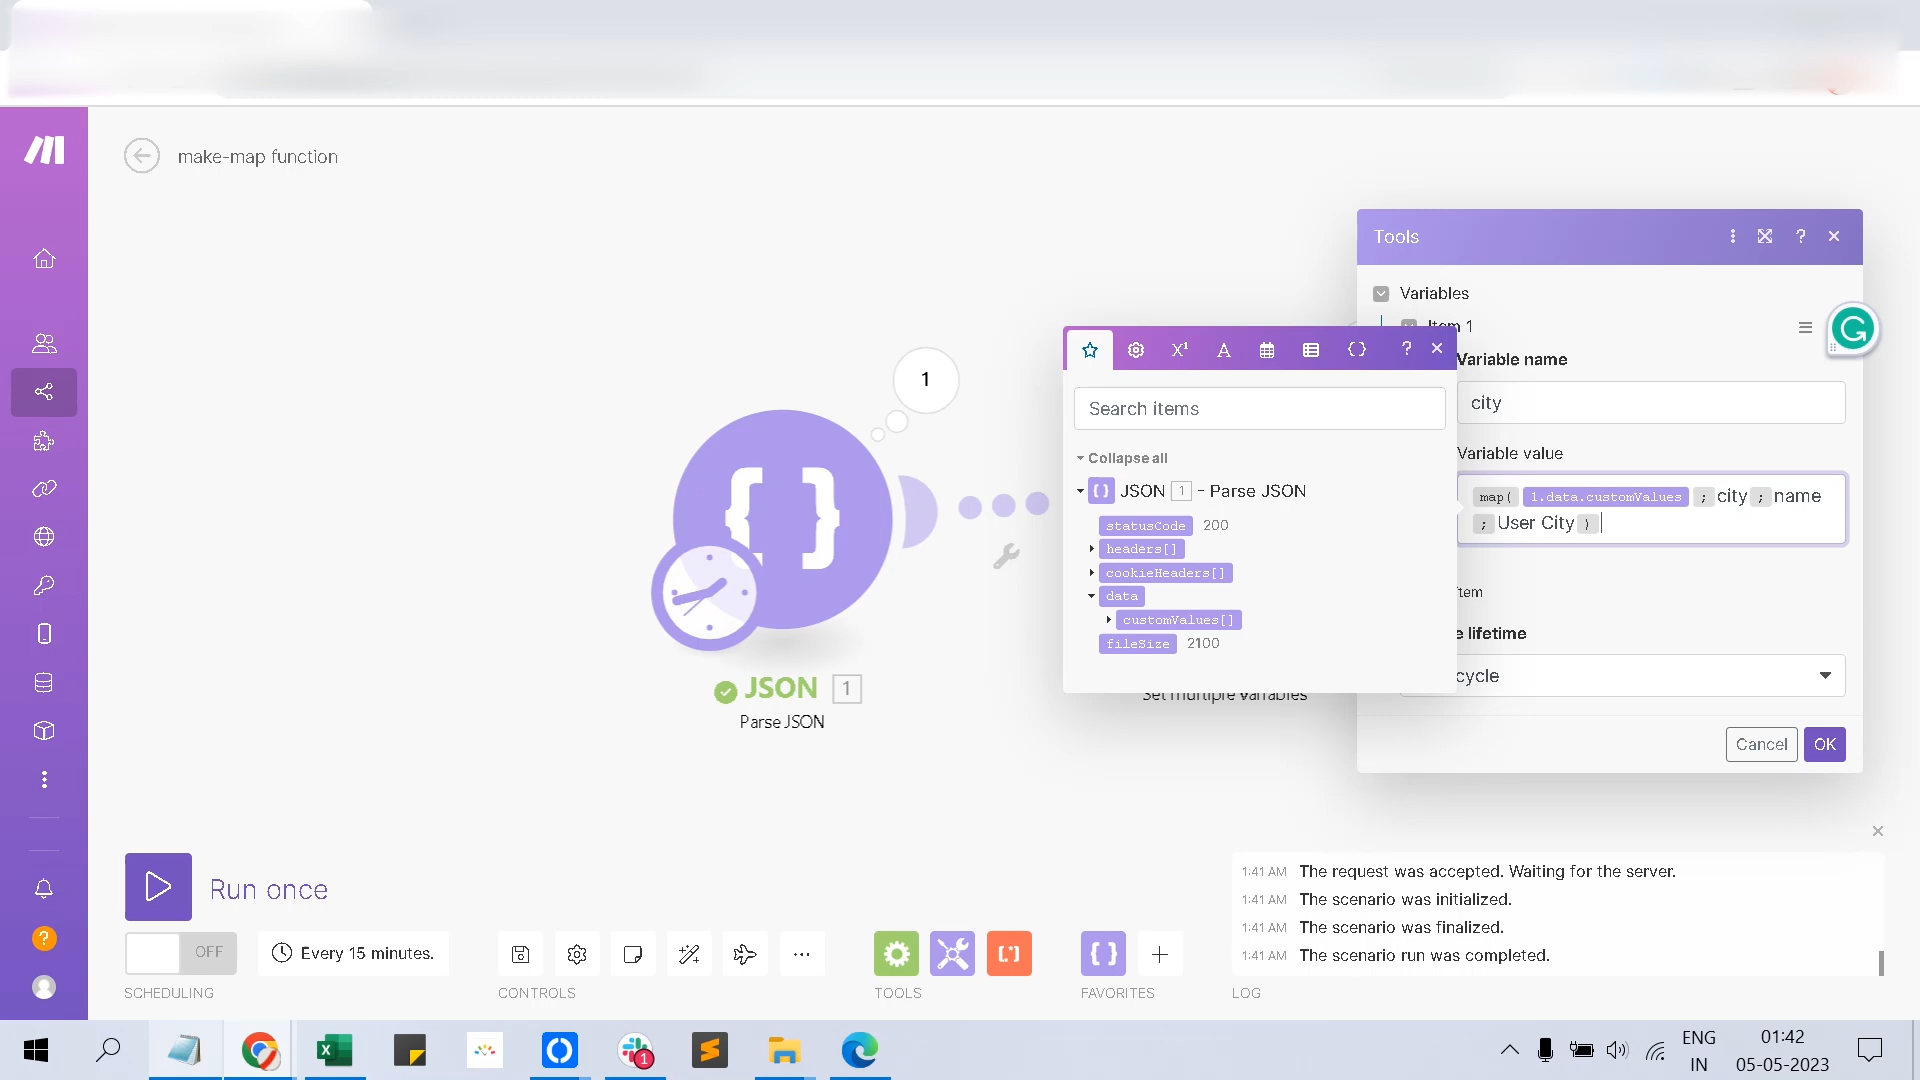 make-map function
Tools
Variables
Item 1
Variable name
city
Variable value
map( 1.data.customValues ; city ; name
; User City )
Item
e lifetime
cycle
Cancel
OK
Search items
Collapse all
JSON 1 - Parse JSON
statusCode 200
headers[]
cookieHeaders[]
data
customValues[]
fileSize 2100
1
JSON 1
Parse JSON
Set multiple variables
Run once
OFF
Every 15 minutes.
SCHEDULING
CONTROLS
TOOLS
FAVORITES
LOG
1:41 AM The request was accepted. Waiting for the server.
1:41 AM The scenario was initialized.
1:41 AM The scenario was finalized.
1:41 AM The scenario run was completed.
ENG
IN
01:42
05-05-2023